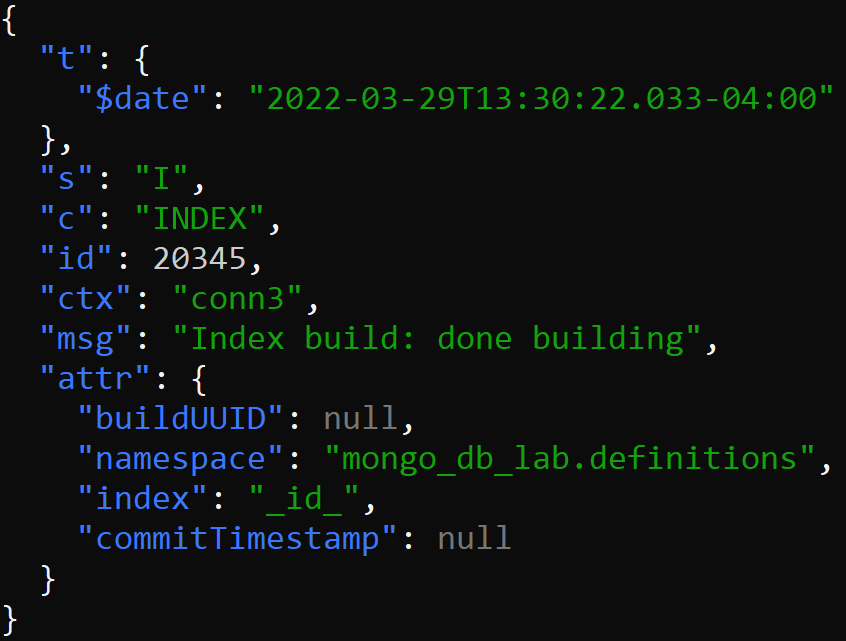 {
  "t": {
    "$date": "2022-03-29T13:30:22.033-04:00"
  },
  "s": "I",
  "c": "INDEX",
  "id": 20345,
  "ctx": "conn3",
  "msg": "Index build: done building",
  "attr": {
    "buildUUID": null,
    "namespace": "mongo_db_lab.definitions",
    "index": "_id_",
    "commitTimestamp": null
  }
}